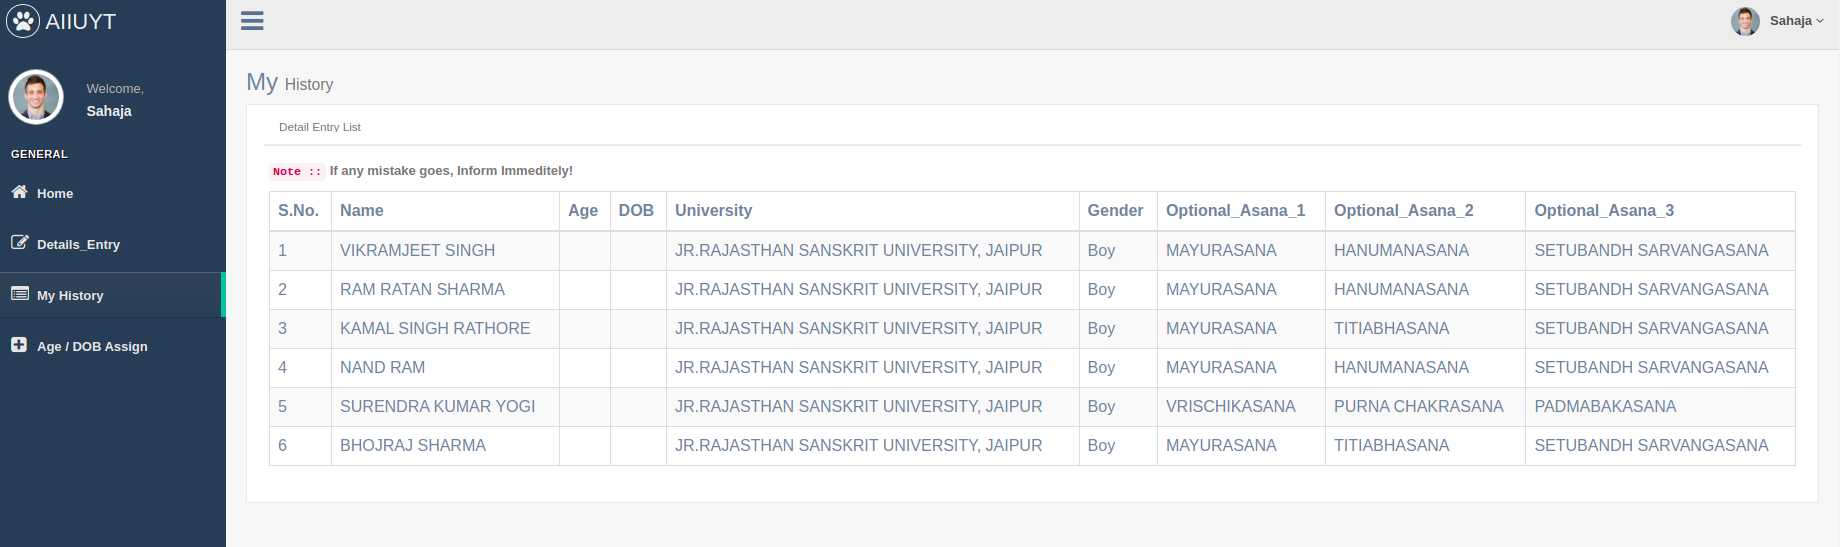 AIIUYT
Sahaja
Welcome,
Sahaja
GENERAL
Home
Details_Entry
My History
Age / DOB Assign
My History
Detail Entry List
Note :: If any mistake goes, Inform Immeditely!
S.No. Name Age DOB University Gender Optional_Asana_1 Optional_Asana_2 Optional_Asana_3
1 VIKRAMJEET SINGH JR.RAJASTHAN SANSKRIT UNIVERSITY, JAIPUR Boy MAYURASANA HANUMANASANA SETUBANDH SARVANGASANA
2 RAM RATAN SHARMA JR.RAJASTHAN SANSKRIT UNIVERSITY, JAIPUR Boy MAYURASANA HANUMANASANA SETUBANDH SARVANGASANA
3 KAMAL SINGH RATHORE JR.RAJASTHAN SANSKRIT UNIVERSITY, JAIPUR Boy MAYURASANA TITIABHASANA SETUBANDH SARVANGASANA
4 NAND RAM JR.RAJASTHAN SANSKRIT UNIVERSITY, JAIPUR Boy MAYURASANA HANUMANASANA SETUBANDH SARVANGASANA
5 SURENDRA KUMAR YOGI JR.RAJASTHAN SANSKRIT UNIVERSITY, JAIPUR Boy VRISCHIKASANA PURNA CHAKRASANA PADMABAKASANA
6 BHOJRAJ SHARMA JR.RAJASTHAN SANSKRIT UNIVERSITY, JAIPUR Boy MAYURASANA TITIABHASANA SETUBANDH SARVANGASANA